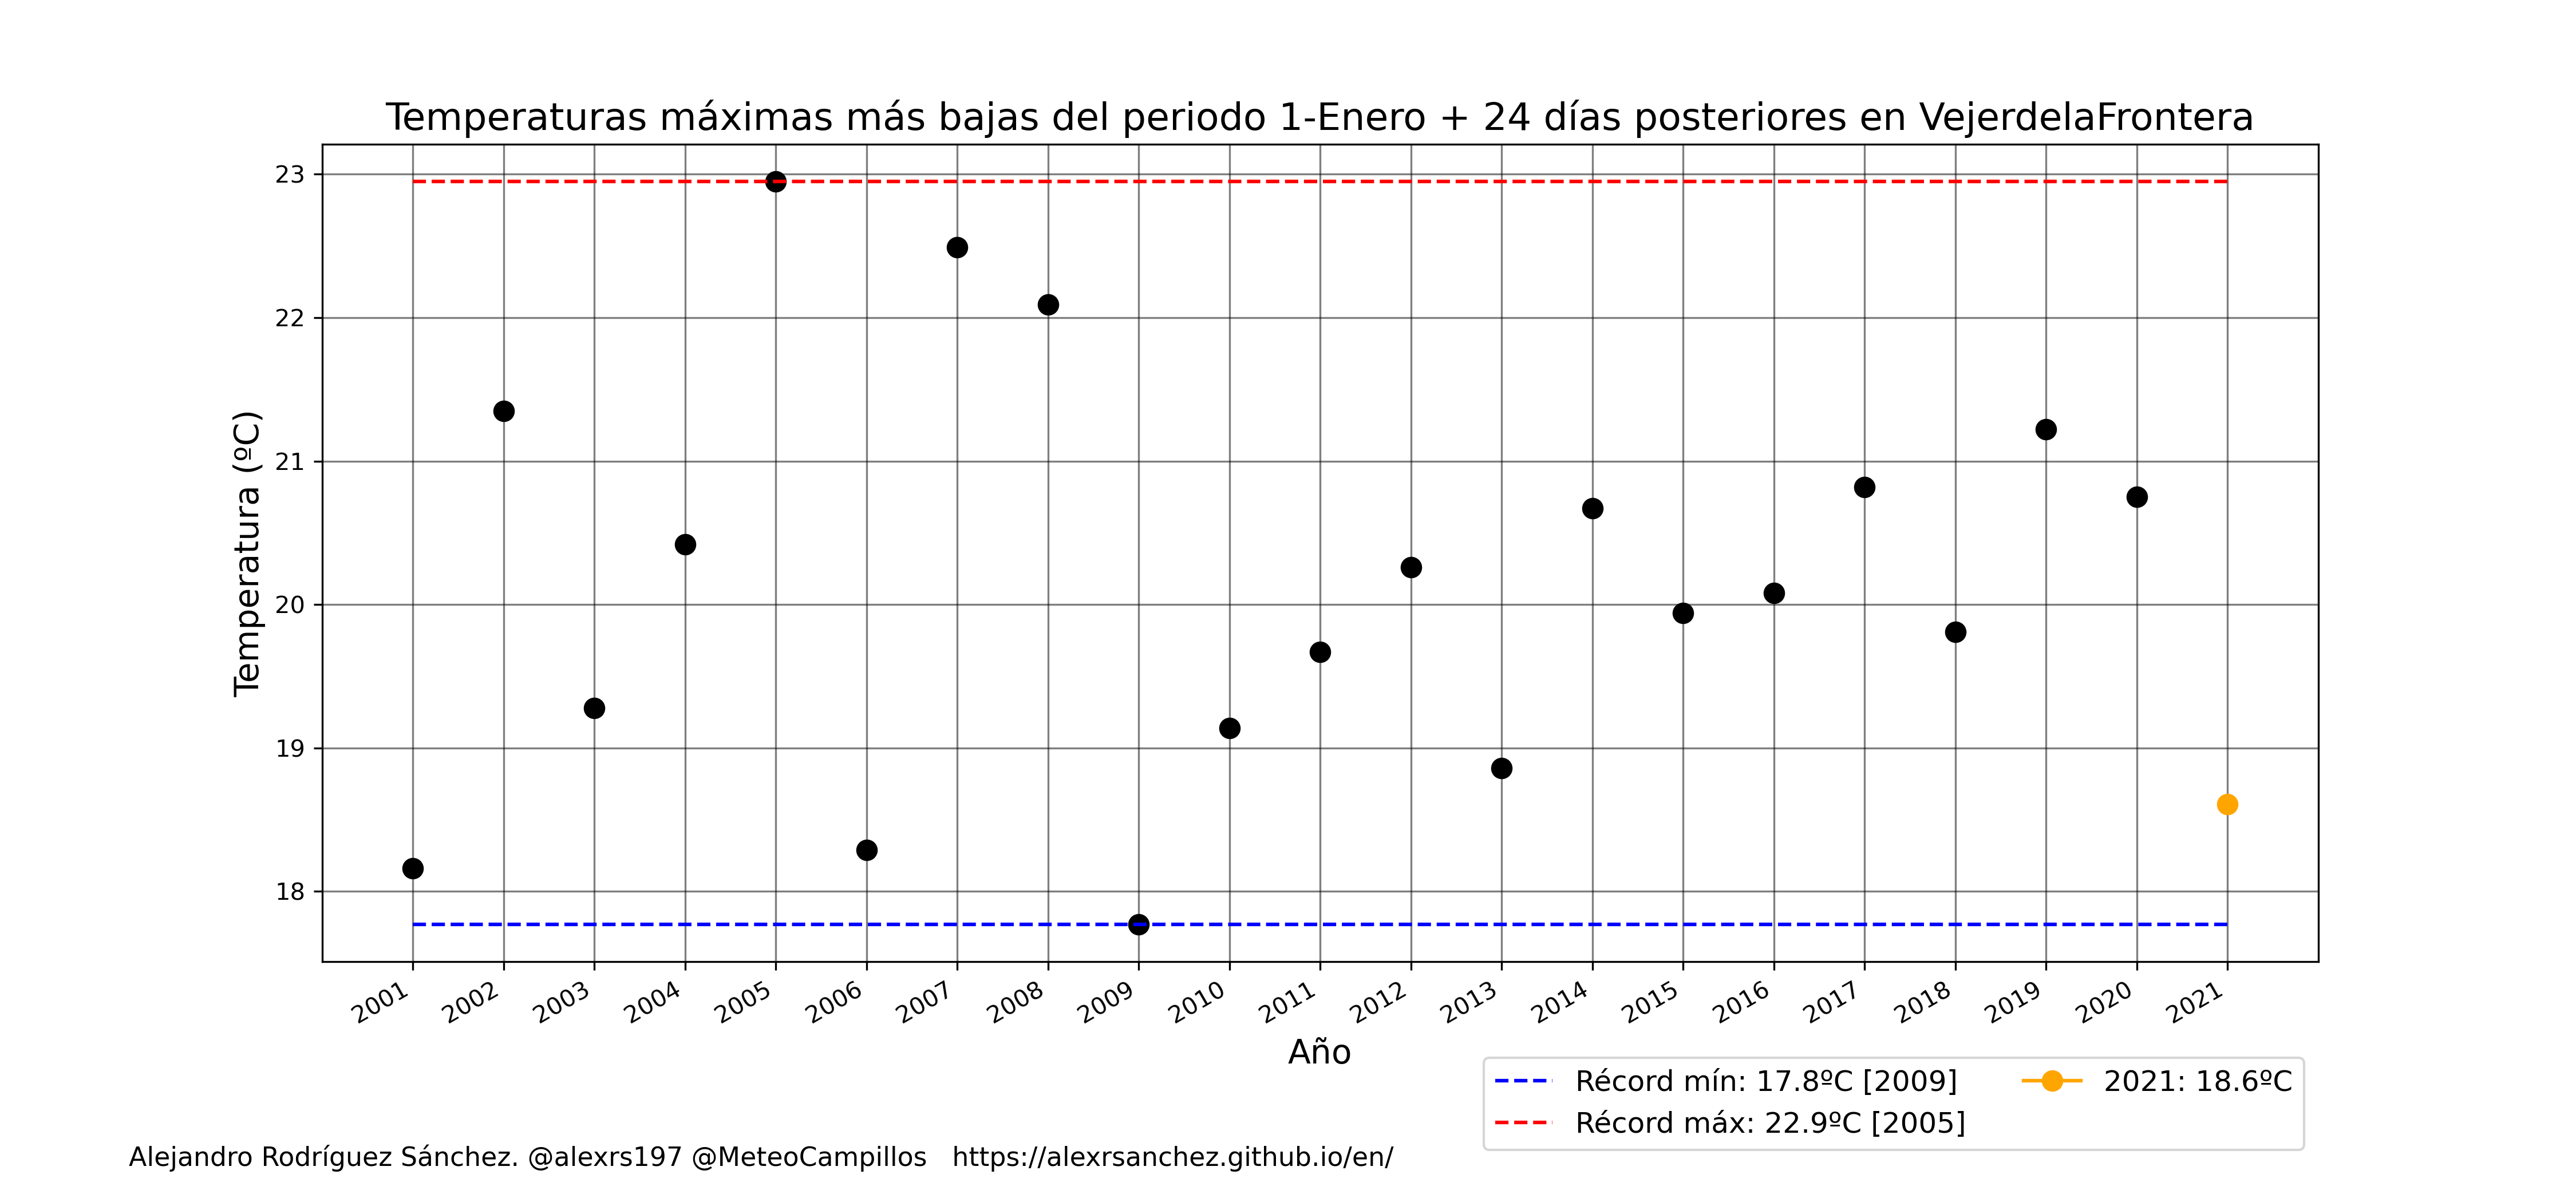 Temperaturas máximas más bajas del periodo 1-Enero + 24 días posteriores en VejerdelaFrontera
Temperatura (ºC)
23
22
21
20
19
18
2001 2002 2003 2004 2005 2006 2007 2008 2009 2010 2011 2012 2013 2014 2015 2016 2017 2018 2019 2020 2021
Año
Récord mín: 17.8ºC [2009]
Récord máx: 22.9ºC [2005]
2021: 18.6ºC
Alejandro Rodríguez Sánchez. @alexrs197 @MeteoCampillos https://alexrsanchez.github.io/en/